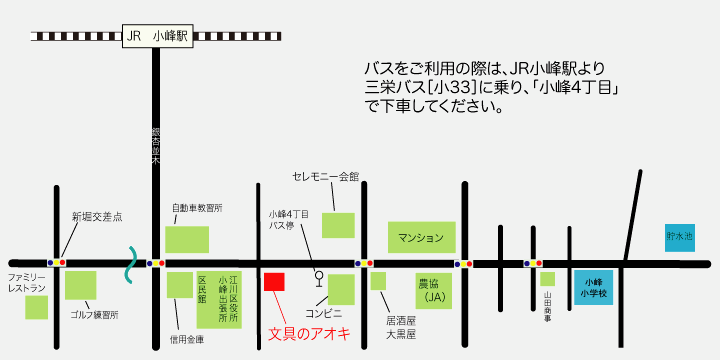 JR 小峰駅
バスをご利用の際は、JR小峰駅より
三栄バス[小33]に乗り、「小峰4丁目」
で下車してください。
銀杏並木
セレモニー会館
自動車教習所
新堀交差点
小峰4丁目
バス停
マンション
貯水池
ファミリー
レストラン
ゴルフ練習所
信用金庫
江川区役所
小峰出張所
区民館
文具のアオキ
コンビニ
居酒屋
大黒屋
農協
(JA)
山田商事
小峰
小学校